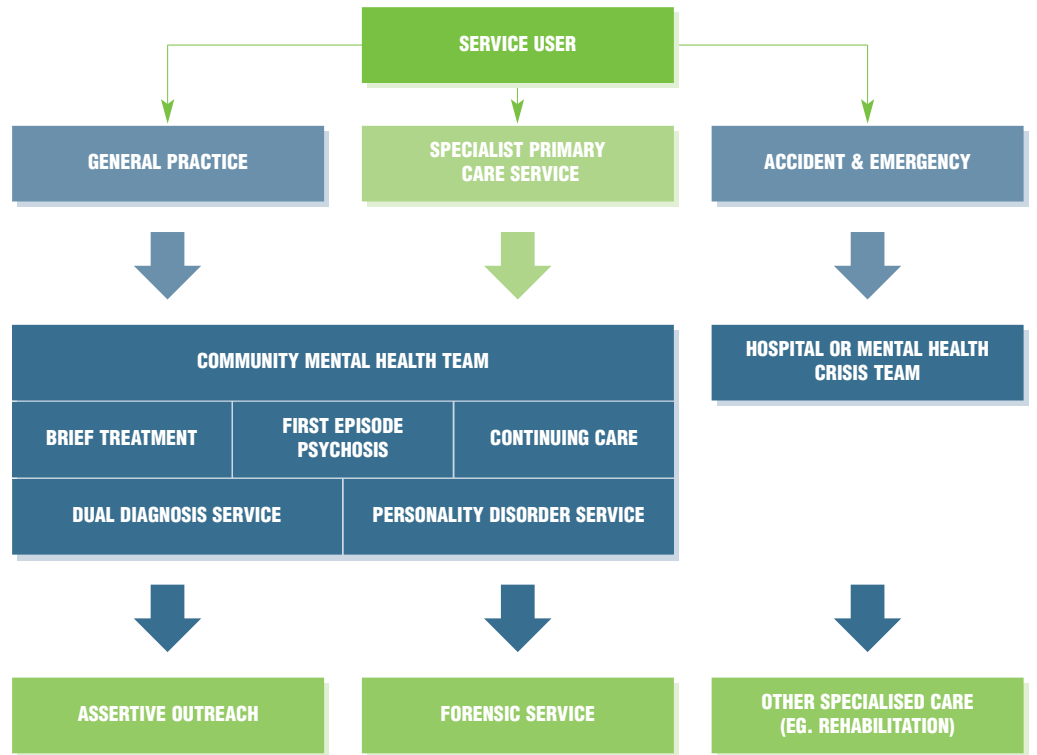 SERVICE USER
GENERAL PRACTICE
SPECIALIST PRIMARY
CARE SERVICE
ACCIDENT & EMERGENCY
COMMUNITY MENTAL HEALTH TEAM
HOSPITAL OR MENTAL HEALTH
CRISIS TEAM
BRIEF TREATMENT
FIRST EPISODE
PSYCHOSIS
CONTINUING CARE
DUAL DIAGNOSIS SERVICE
PERSONALITY DISORDER SERVICE
ASSERTIVE OUTREACH
FORENSIC SERVICE
OTHER SPECIALISED CARE
(EG. REHABILITATION)